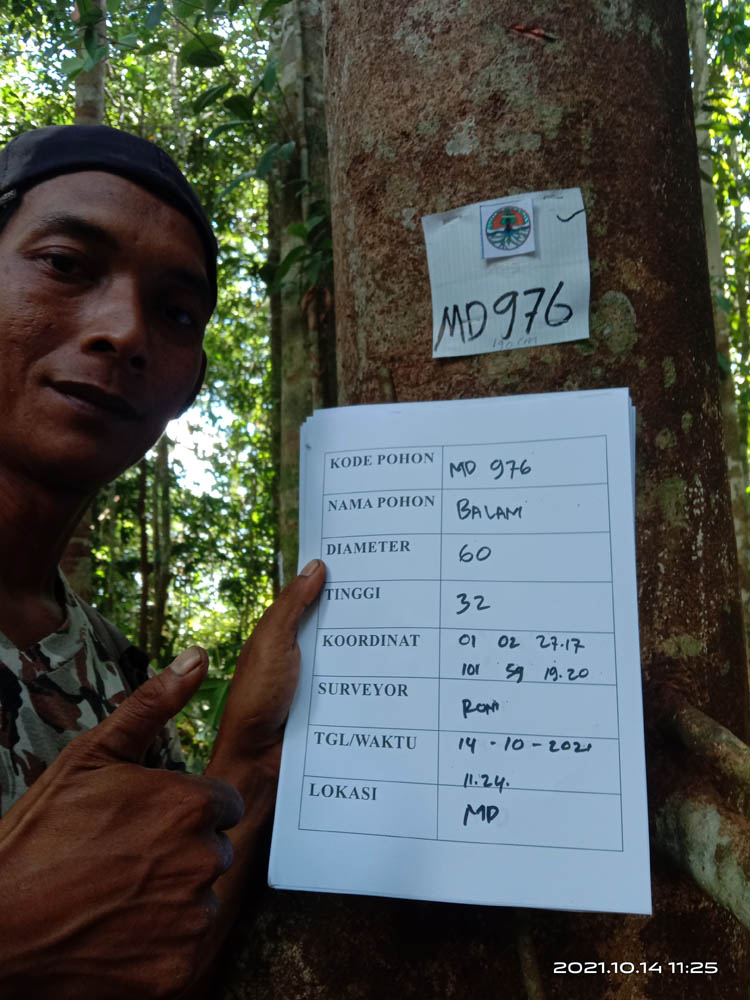 MD 976
190 cm
KODE POHON MD 976
NAMA POHON BALAM
DIAMETER 60
TINGGI 32
KOORDINAT 01 02 27.17
101 59 19.20
SURVEYOR RONI
TGL/WAKTU 14-10-2021
11.24.
LOKASI MD
2021.10.14 11:25